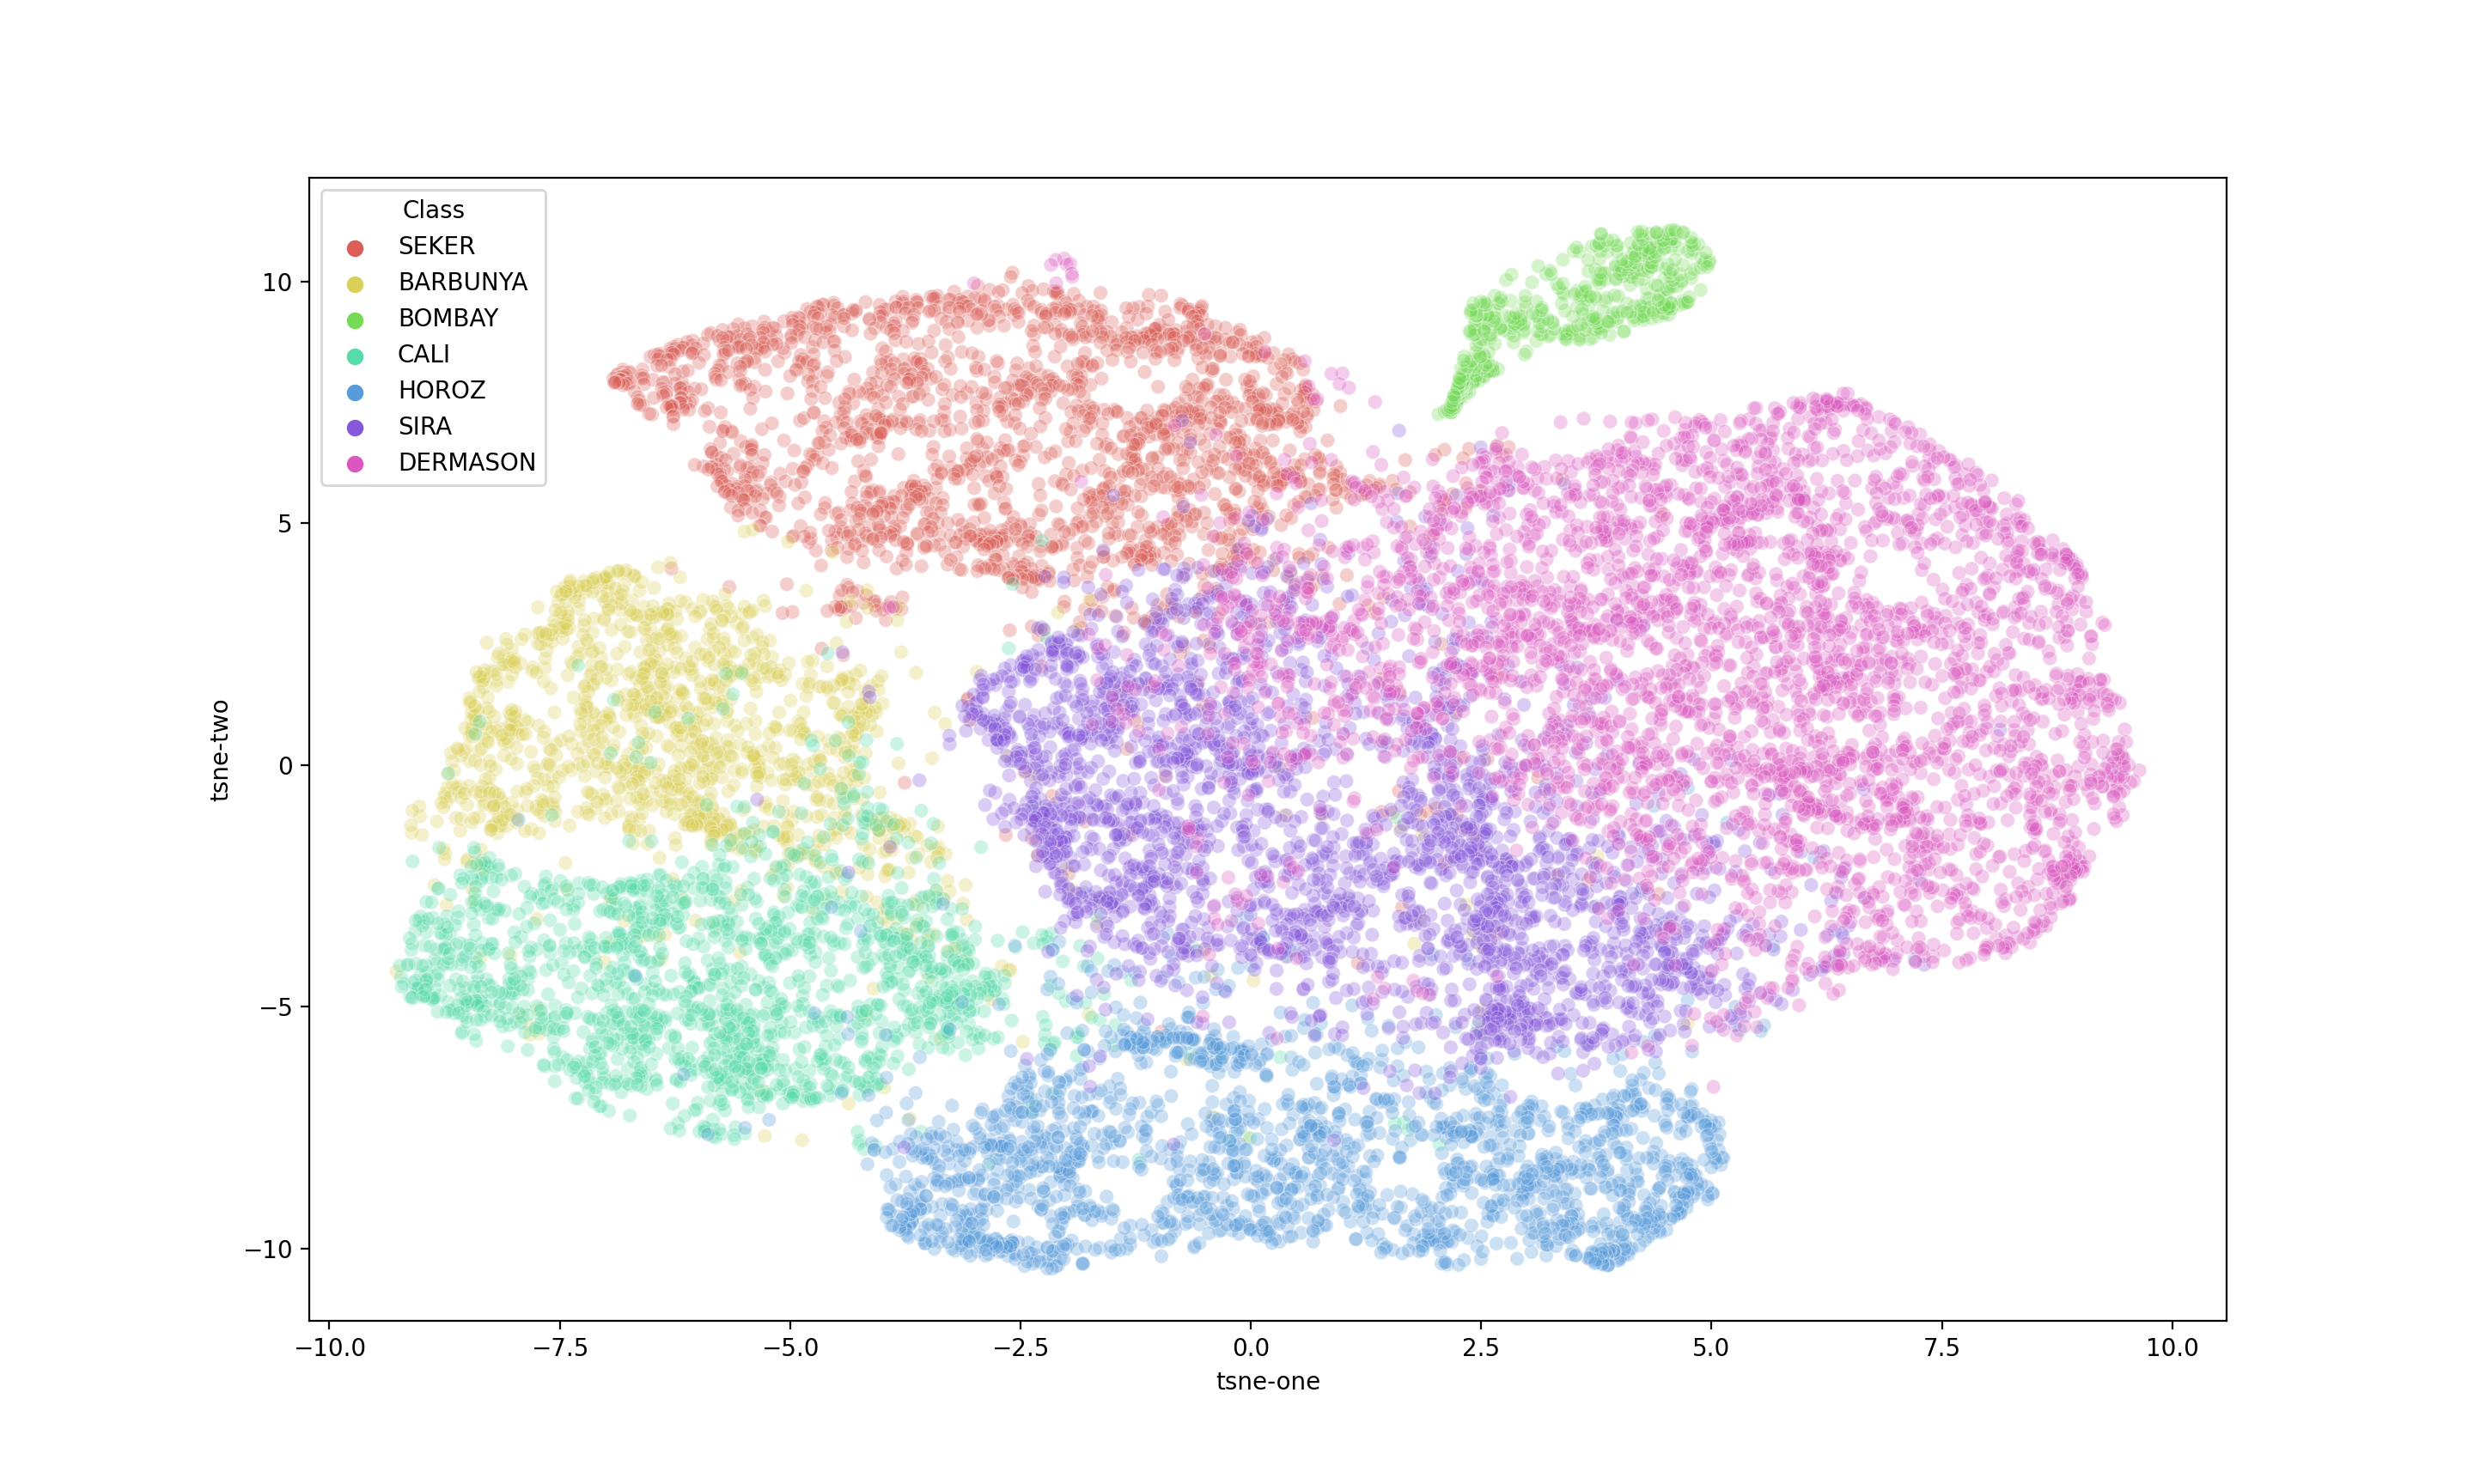 Class
SEKER
BARBUNYA
BOMBAY
CALI
HOROZ
SIRA
DERMASON
10
5
0
−5
−10
tsne-two
−10.0 −7.5 −5.0 −2.5 0.0 2.5 5.0 7.5 10.0
tsne-one